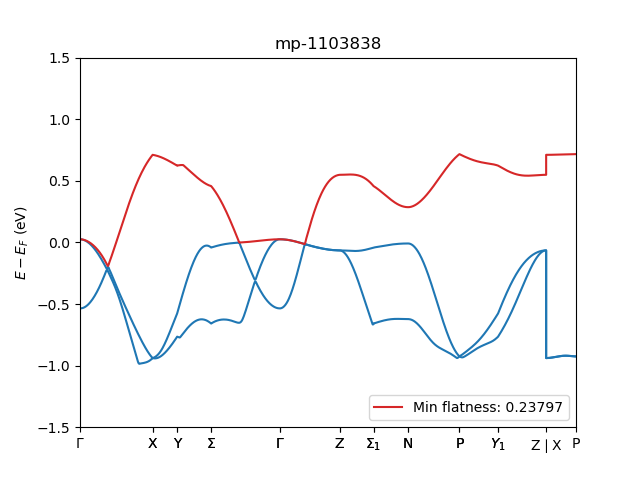 mp-1103838
E − E_F (eV)
1.5
1.0
0.5
0.0
−0.5
−1.0
−1.5
Min flatness: 0.23797
Γ X Y Σ Γ Z Σ₁ N P Y₁ Z | X P